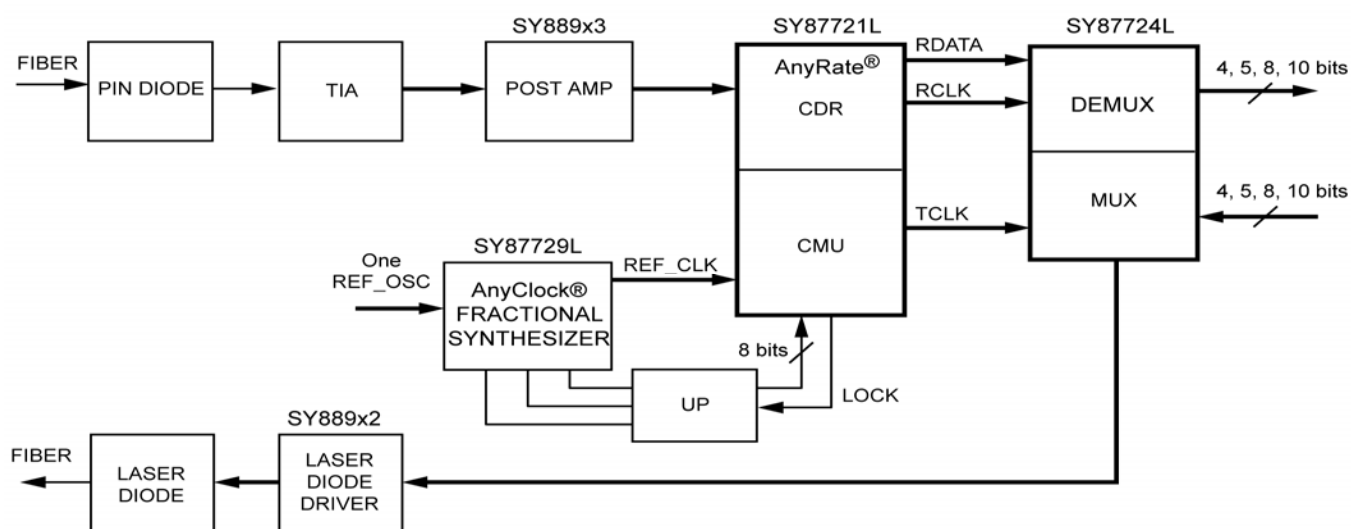 SY889x3
SY87721L
SY87724L
FIBER
PIN DIODE
TIA
POST AMP
AnyRate®
CDR
RDATA
RCLK
DEMUX
4, 5, 8, 10 bits
CMU
TCLK
MUX
4, 5, 8, 10 bits
SY87729L
One
REF_OSC
AnyClock®
FRACTIONAL
SYNTHESIZER
REF_CLK
8 bits
UP
LOCK
SY889x2
FIBER
LASER
DIODE
LASER
DIODE
DRIVER